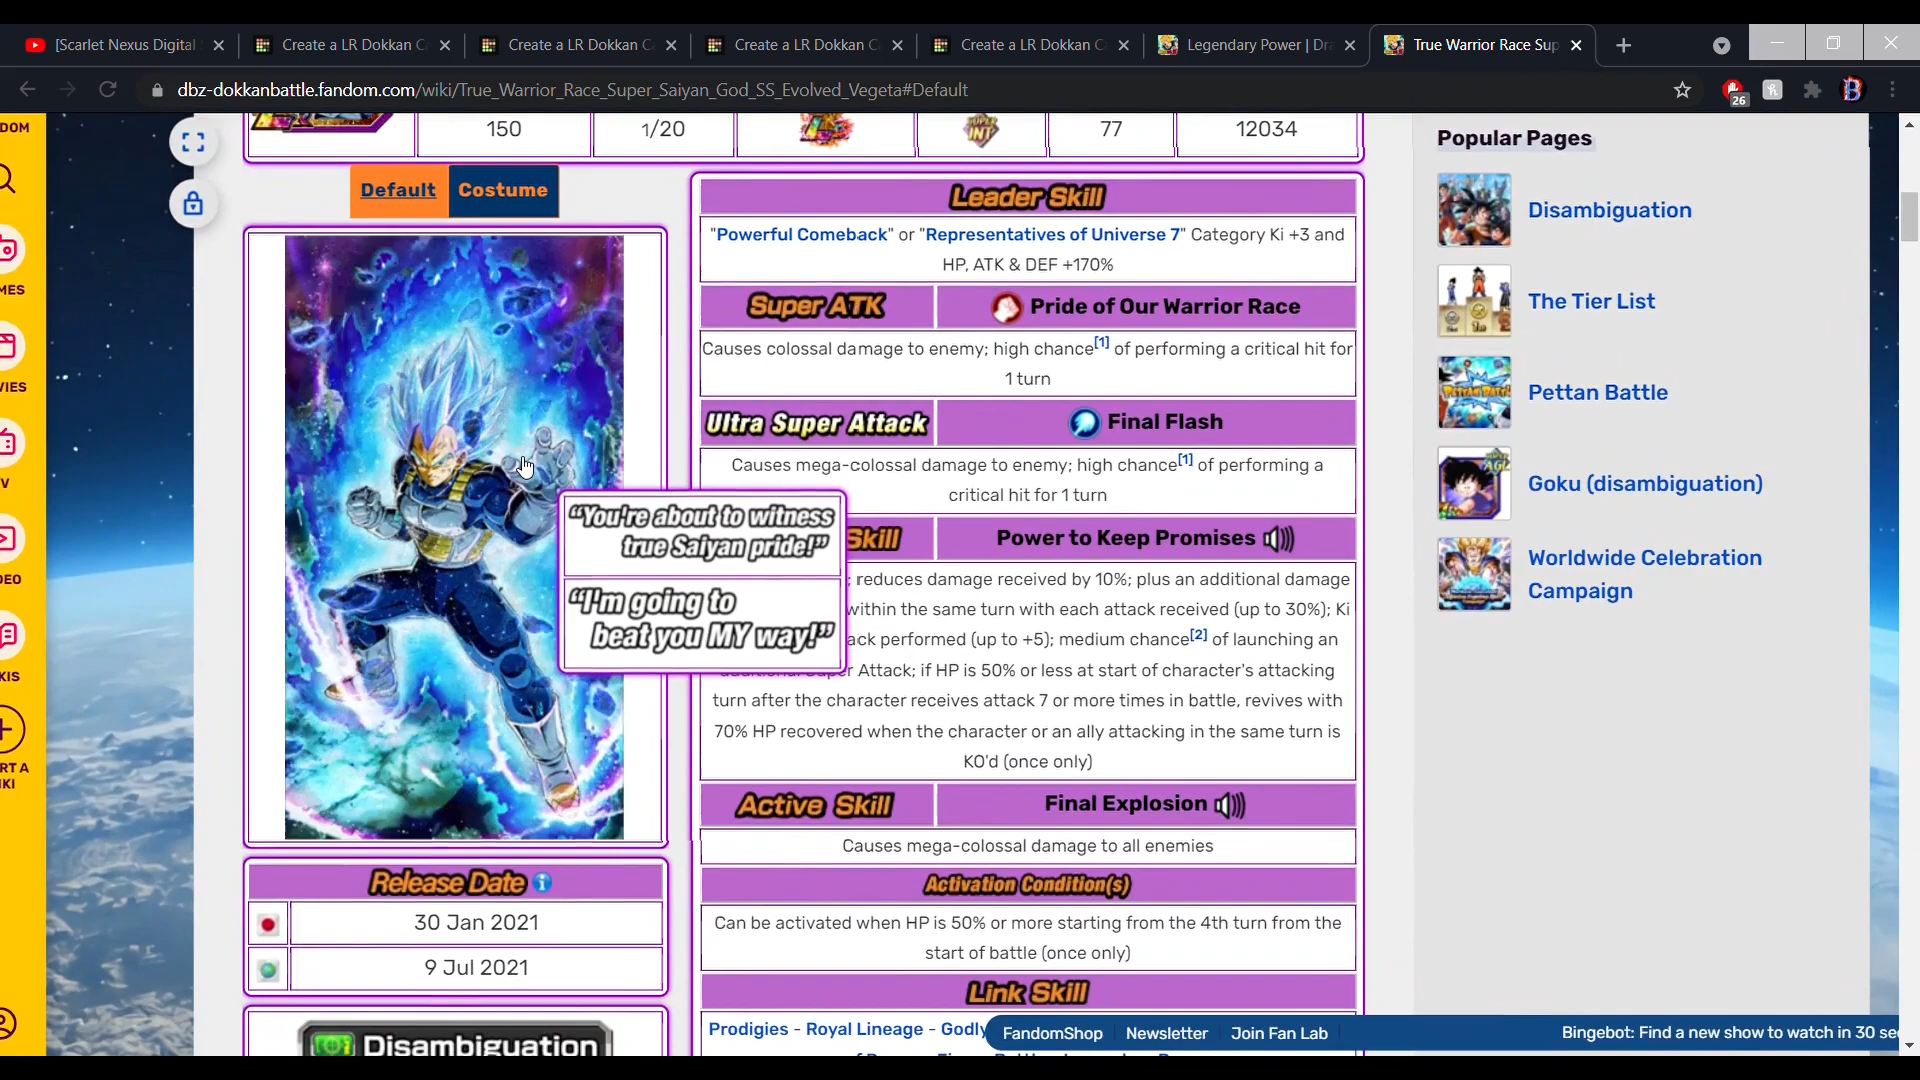 [Scarlet Nexus Digital
Create a LR Dokkan C
Create a LR Dokkan C
Create a LR Dokkan C
Create a LR Dokkan C
Legendary Power | Dr
True Warrior Race Sup
dbz-dokkanbattle.fandom.com/wiki/True_Warrior_Race_Super_Saiyan_God_SS_Evolved_Vegeta#Default
26
150
1/20
SUPER INT
77
12034
Default
Costume
Leader Skill
"Powerful Comeback" or "Representatives of Universe 7" Category Ki +3 and
HP, ATK & DEF +170%
Super ATK
Pride of Our Warrior Race
Causes colossal damage to enemy; high chance[1] of performing a critical hit for
1 turn
Ultra Super Attack
Final Flash
Causes mega-colossal damage to enemy; high chance[1] of performing a
critical hit for 1 turn
Skill
Power to Keep Promises
; reduces damage received by 10%; plus an additional damage
within the same turn with each attack received (up to 30%); Ki
ack performed (up to +5); medium chance[2] of launching an
additional Super Attack; if HP is 50% or less at start of character's attacking
turn after the character receives attack 7 or more times in battle, revives with
70% HP recovered when the character or an ally attacking in the same turn is
KO'd (once only)
Active Skill
Final Explosion
Causes mega-colossal damage to all enemies
Activation Condition(s)
Can be activated when HP is 50% or more starting from the 4th turn from the
start of battle (once only)
Link Skill
Prodigies - Royal Lineage - Godly
"You're about to witness
true Saiyan pride!"
"I'm going to
beat you MY way!"
Release Date
30 Jan 2021
9 Jul 2021
Disambiguation
Popular Pages
Disambiguation
The Tier List
Pettan Battle
Goku (disambiguation)
Worldwide Celebration
Campaign
DOM
MES
VIES
V
DEO
KIS
RT A
KI
FandomShop
Newsletter
Join Fan Lab
Bingebot: Find a new show to watch in 30 sec